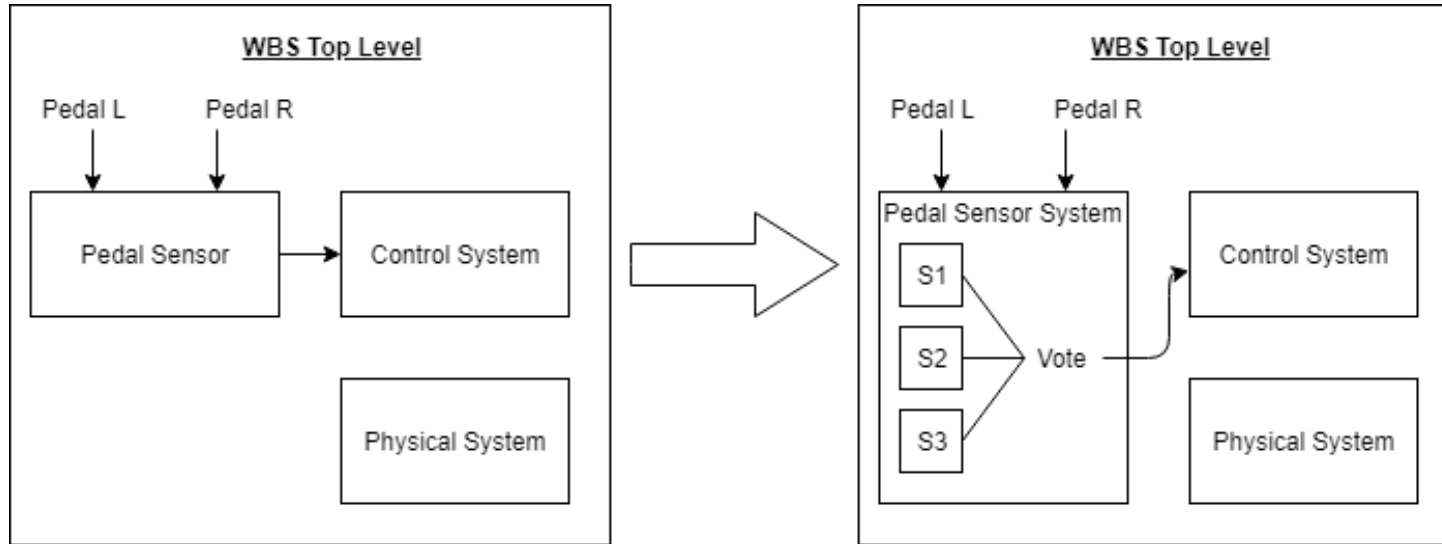 WBS Top Level
Pedal L
Pedal R
Pedal Sensor
Control System
Physical System
WBS Top Level
Pedal L
Pedal R
Pedal Sensor System
S1
S2
S3
Vote
Control System
Physical System